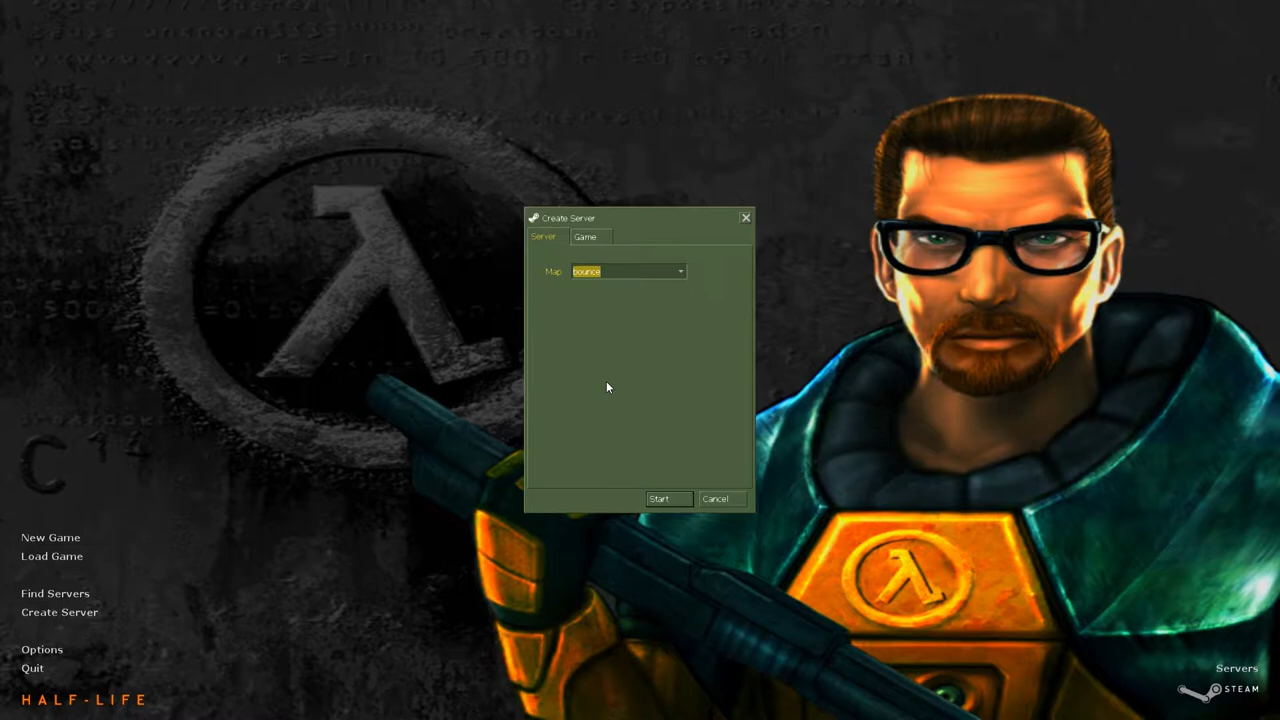 Create Server
Server
Game
Map
bounce
Start
Cancel
C 14
New Game
Load Game
Find Servers
Create Server
Options
Quit
HALF-LIFE
Servers
STEAM